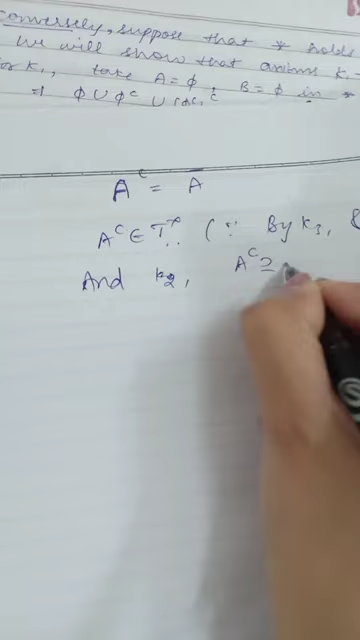 conversely, suppose that * holds
We will show that axioms K
for K₁, take A = φ, B = φ in *
⇒ φ ∪ φᶜ ∪
Aᶜ = A
Aᶜ ∈ T* (∵ By K₃,
And K₂, Aᶜ ⊇